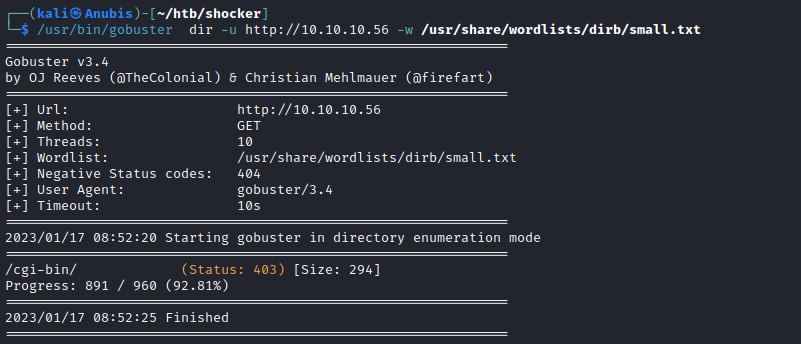 ┌──(kali㉿Anubis)-[~/htb/shocker]
└─$ /usr/bin/gobuster  dir -u http://10.10.10.56 -w /usr/share/wordlists/dirb/small.txt
===============================================================
Gobuster v3.4
by OJ Reeves (@TheColonial) & Christian Mehlmauer (@firefart)
===============================================================
[+] Url:                     http://10.10.10.56
[+] Method:                  GET
[+] Threads:                 10
[+] Wordlist:                /usr/share/wordlists/dirb/small.txt
[+] Negative Status codes:   404
[+] User Agent:              gobuster/3.4
[+] Timeout:                 10s
===============================================================
2023/01/17 08:52:20 Starting gobuster in directory enumeration mode
===============================================================
/cgi-bin/             (Status: 403) [Size: 294]
Progress: 891 / 960 (92.81%)
===============================================================
2023/01/17 08:52:25 Finished
===============================================================